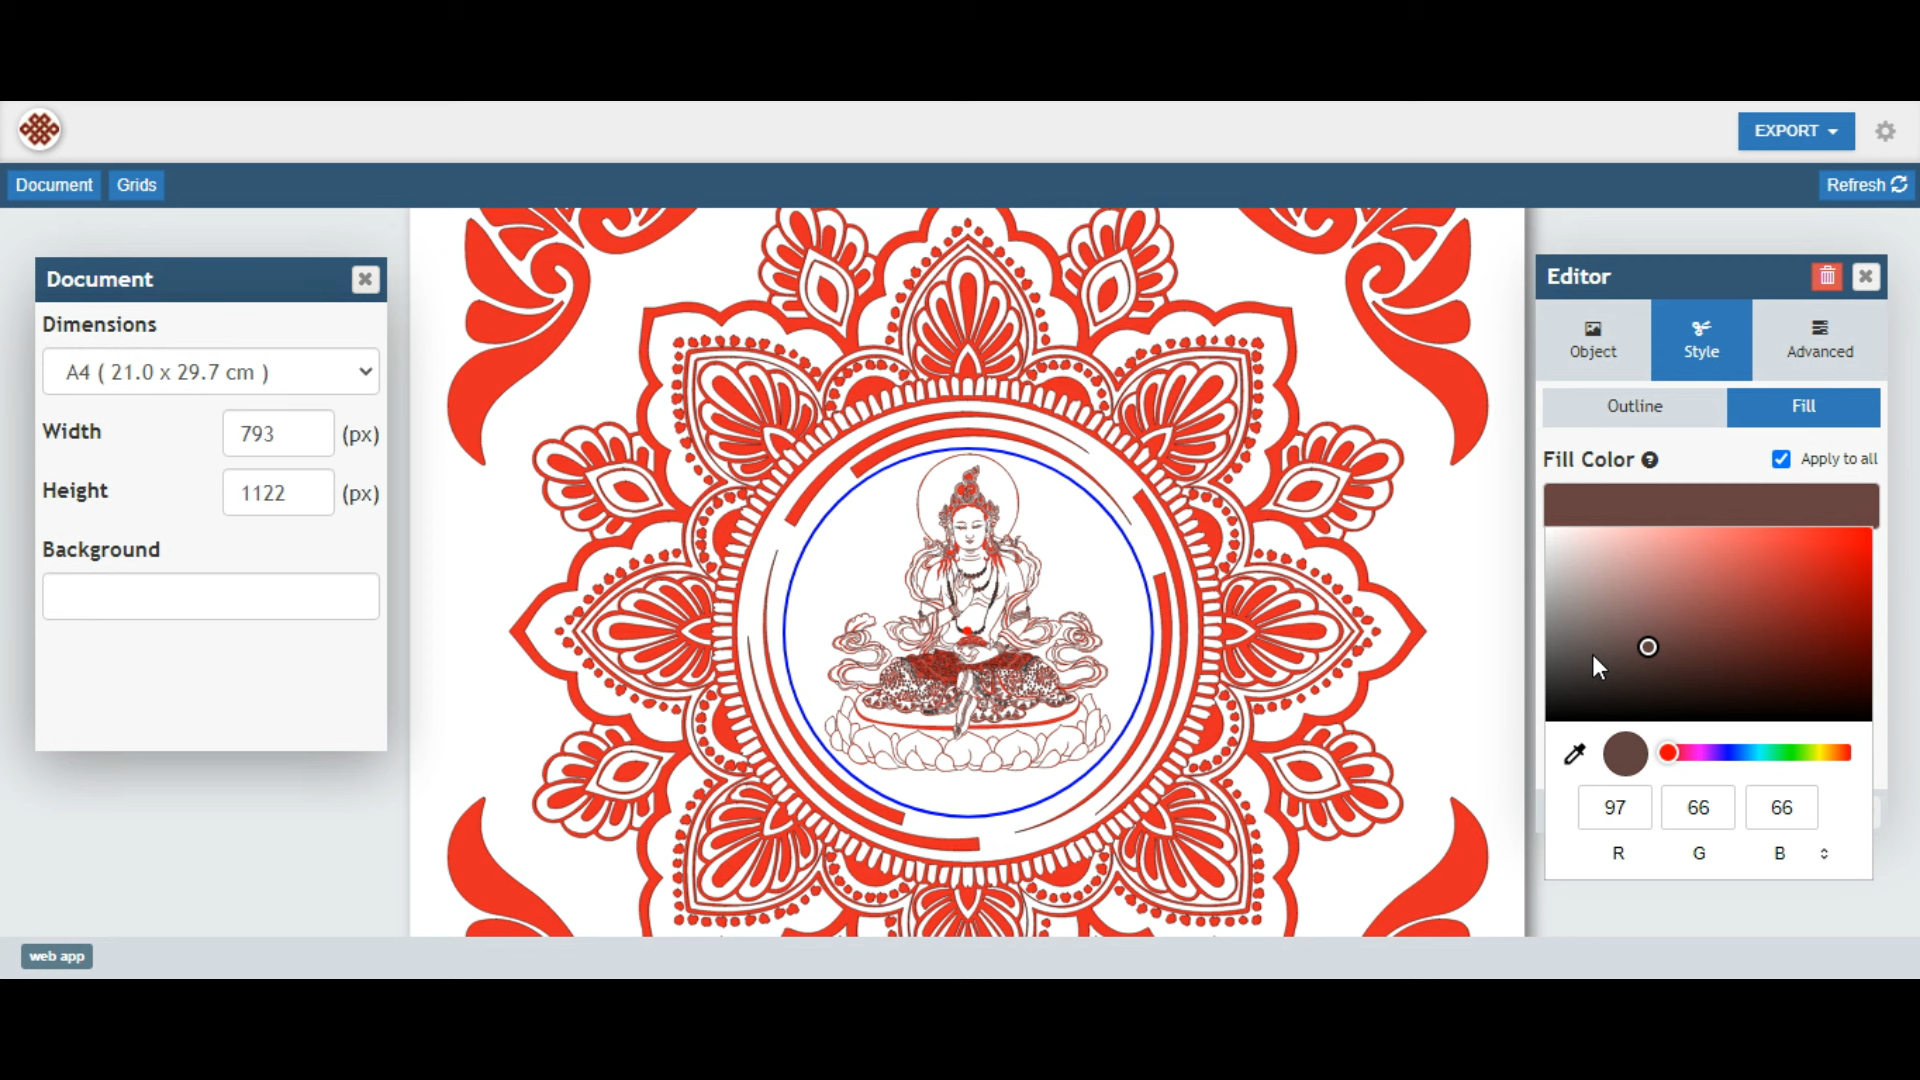 EXPORT
Document
Grids
Refresh
Document
Dimensions
A4 ( 21.0 x 29.7 cm )
Width
793
(px)
Height
1122
(px)
Background
Editor
Object
Style
Advanced
Outline
Fill
Fill Color
Apply to all
97
66
66
R
G
B
web app